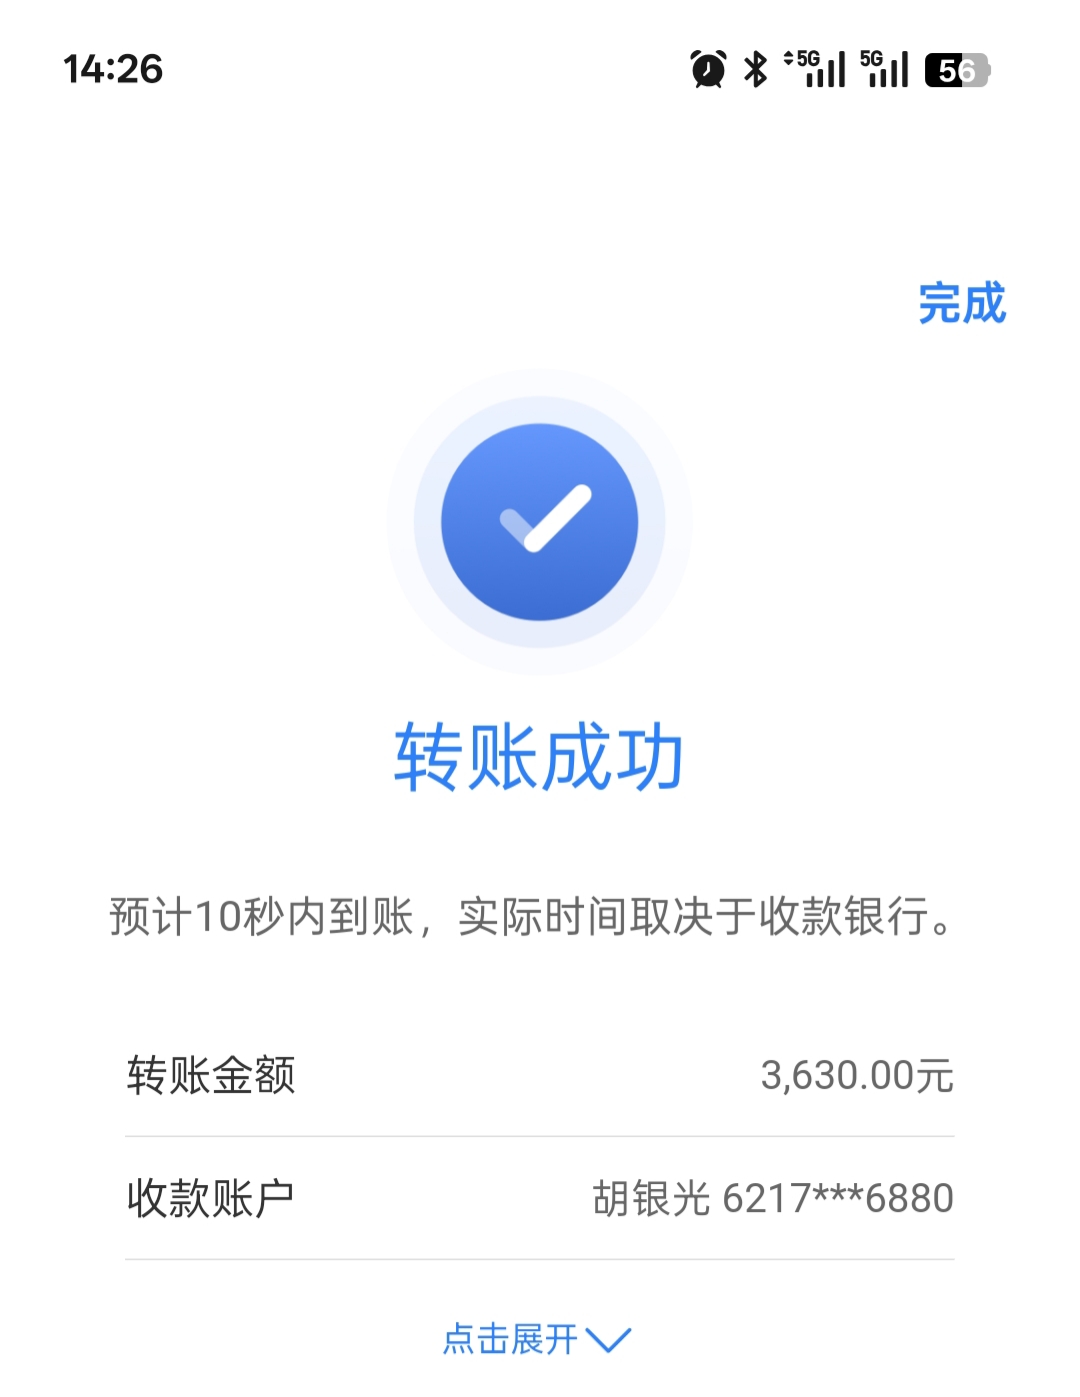 14:26
5G 5G 56
完成
转账成功
预计10秒内到账，实际时间取决于收款银行。
转账金额 3,630.00元
收款账户 胡银光 6217***6880
点击展开